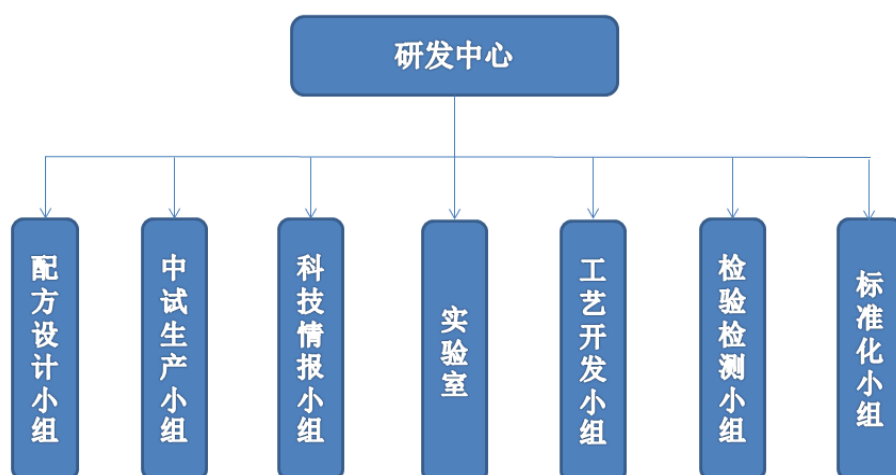 研发中心
配方设计小组
中试生产小组
科技情报小组
实验室
工艺开发小组
检验检测小组
标准化小组